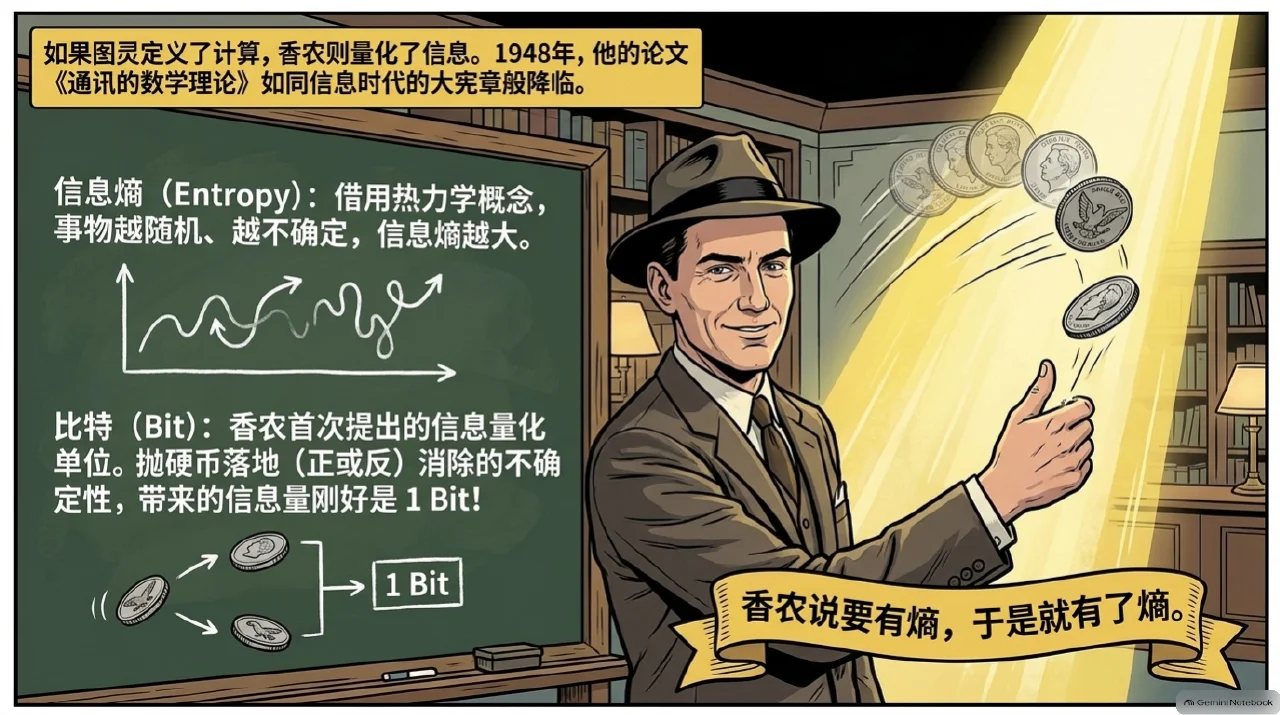 如果图灵定义了计算，香农则量化了信息。1948年，他的论文
《通讯的数学理论》如同信息时代的大宪章般降临。
信息熵（Entropy）：借用热力学概念，
事物越随机、越不确定，信息熵越大。
比特（Bit）：香农首次提出的信息量化
单位。抛硬币落地（正或反）消除的不确
定性，带来的信息量刚好是 1 Bit！
1 Bit
香农说要有熵，于是就有了熵。
Gemini Notebook